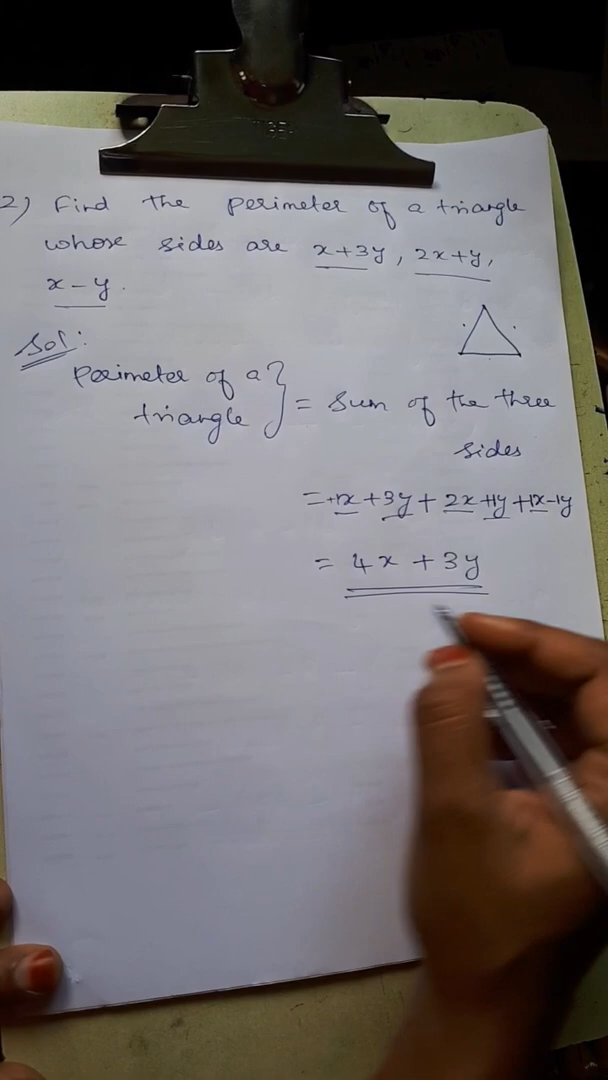 2) Find the perimeter of a triangle
whose sides are x+3y, 2x+y,
x-y.
Sol:
Perimeter of a
triangle } = Sum of the three
sides
=+1x+3y+2x+1y+1x-1y
= 4x+3y